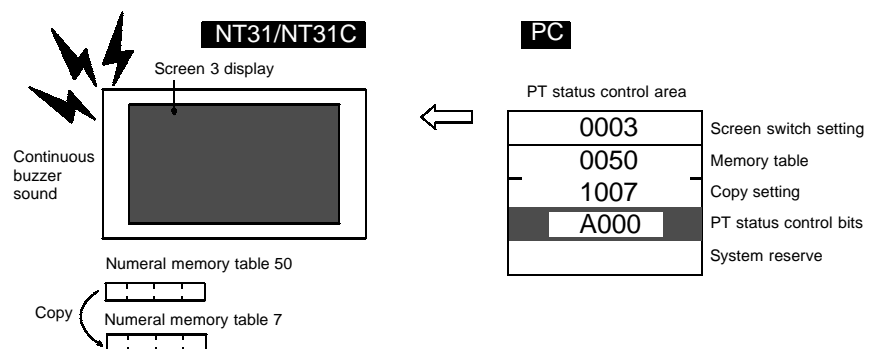 NT31/NT31C
PC
Screen 3 display
PT status control area
0003 Screen switch setting
Continuous
buzzer
sound
0050 Memory table
1007 Copy setting
A000 PT status control bits
System reserve
Numeral memory table 50
Copy
Numeral memory table 7